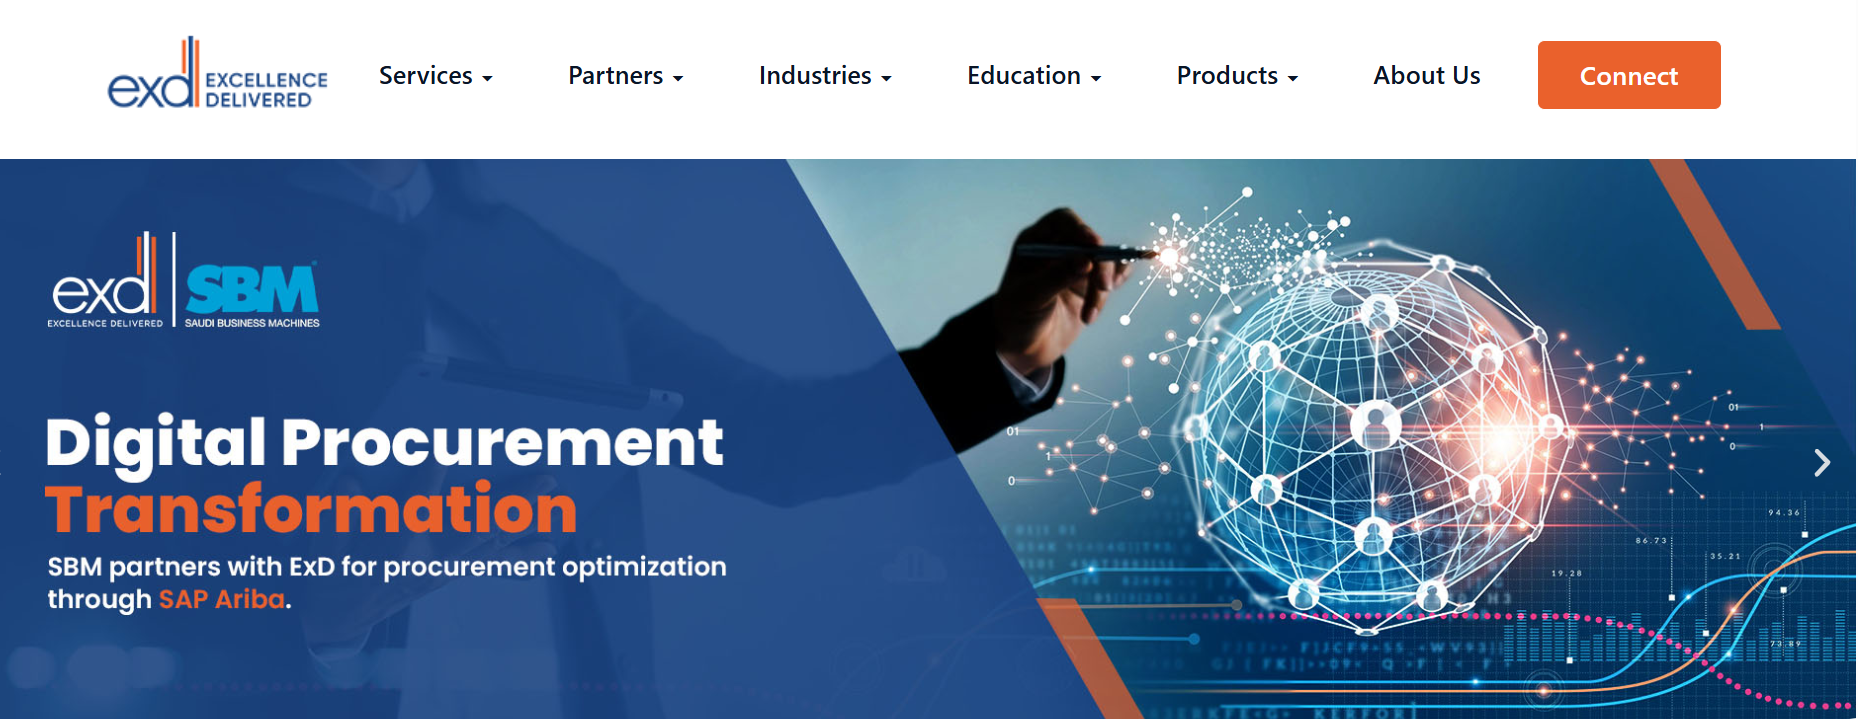 exd EXCELLENCE
DELIVERED
Services
Partners
Industries
Education
Products
About Us
Connect
exd
EXCELLENCE DELIVERED
SBM
SAUDI BUSINESS MACHINES
Digital Procurement
Transformation
SBM partners with ExD for procurement optimization
through SAP Ariba.
01
1
0
01
1
0
94.36
86.73
35.21
19.28
73.89